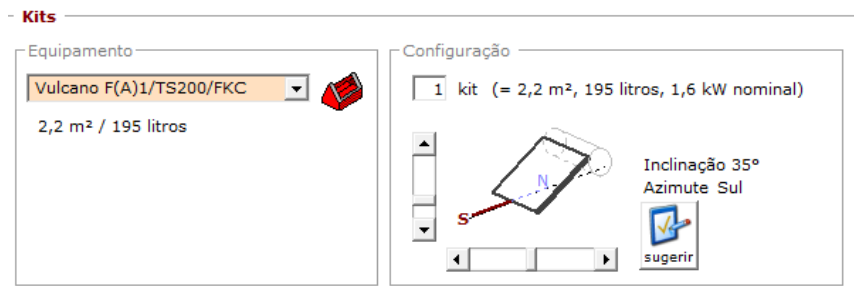 Kits
Equipamento
Vulcano F(A)1/TS200/FKC
2,2 m² / 195 litros
Configuração
1 kit (= 2,2 m², 195 litros, 1,6 kW nominal)
N
S
Inclinação 35°
Azimute Sul
sugerir